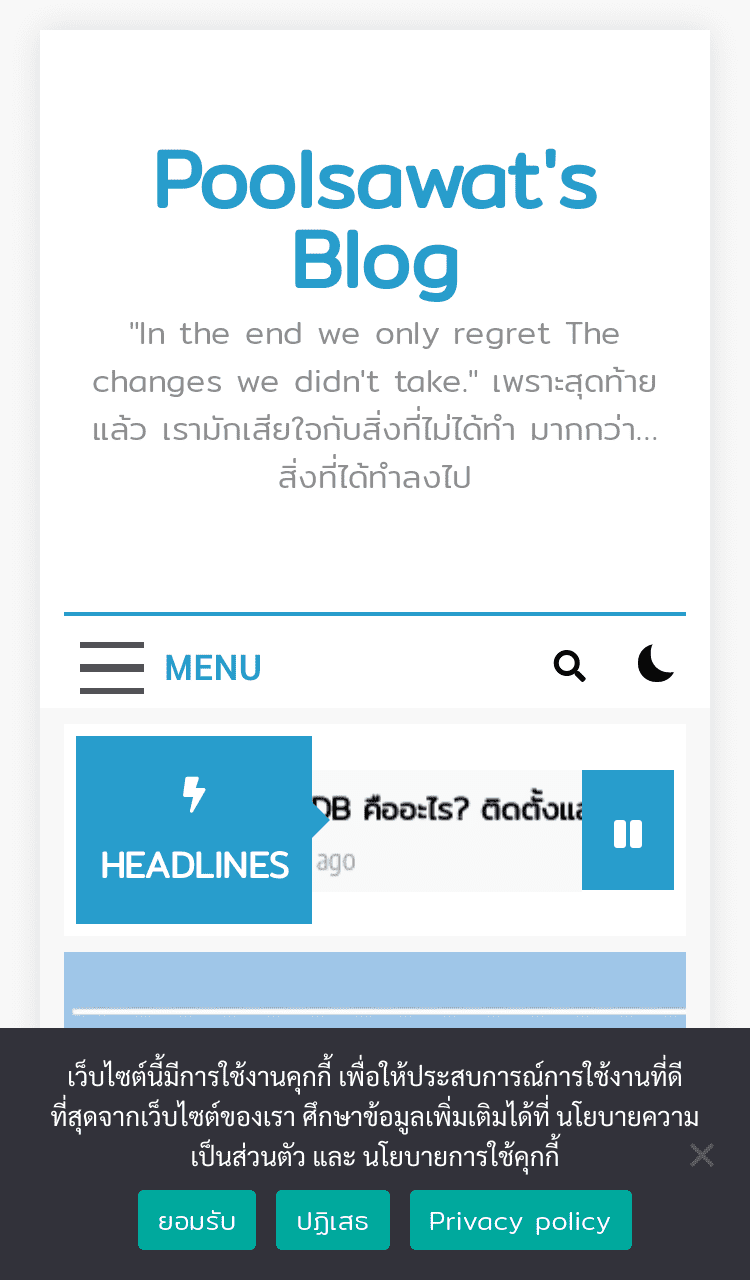 Poolsawat's
Blog
"In the end we only regret The
changes we didn't take." เพราะสุดท้าย
แล้ว เรามักเสียใจกับสิ่งที่ไม่ได้ทำ มากกว่า...
สิ่งที่ได้ทำลงไป
MENU
HEADLINES
DB คืออะไร? ติดตั้งแล
ago
เว็บไซต์นี้มีการใช้งานคุกกี้ เพื่อให้ประสบการณ์การใช้งานที่ดี
ที่สุดจากเว็บไซต์ของเรา ศึกษาข้อมูลเพิ่มเติมได้ที่ นโยบายความ
เป็นส่วนตัว และ นโยบายการใช้คุกกี้
ยอมรับ
ปฏิเสธ
Privacy policy